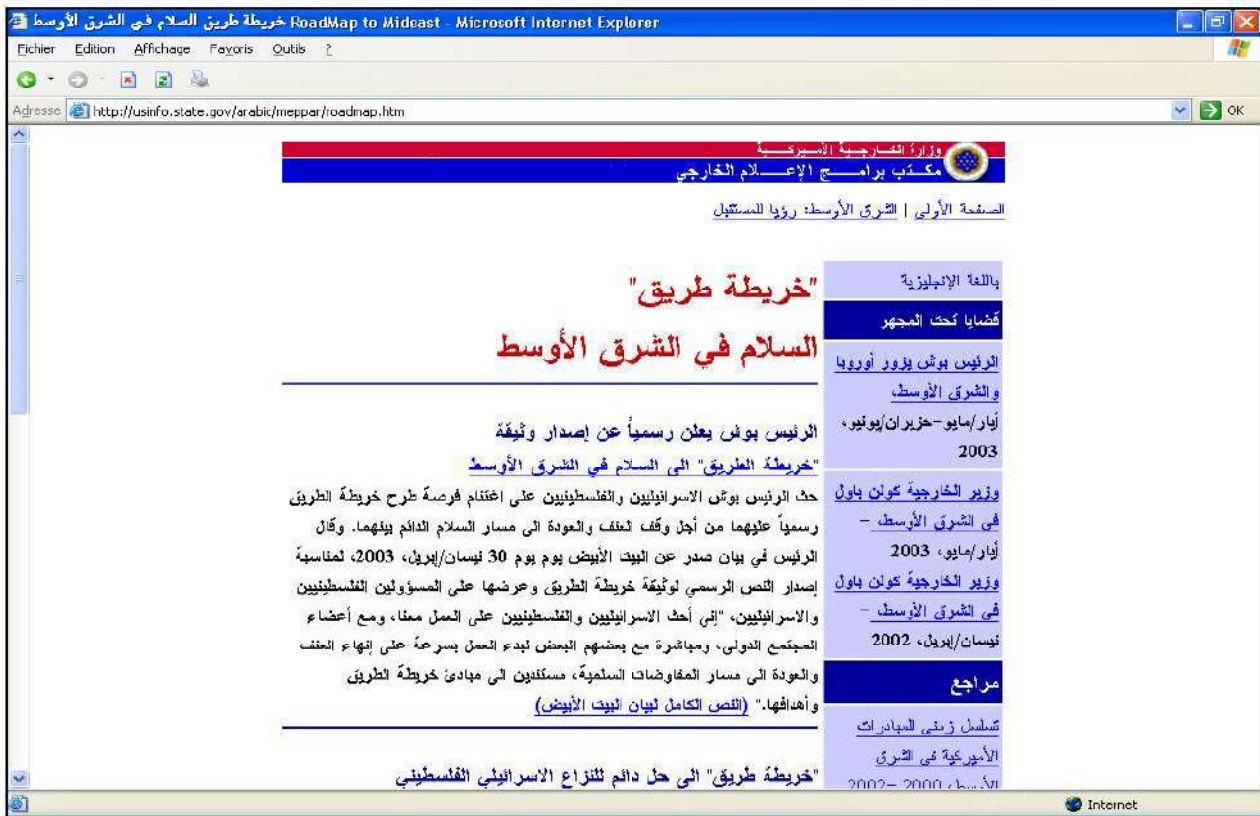 خريطة طريق السلام في الشرق الأوسط RoadMap to Mideast - Microsoft Internet Explorer
Fichier Edition Affichage Favoris Outils ?
Adresse http://usinfo.state.gov/arabic/meppar/roadmap.htm OK
وزارة الخـارجـيـة الأمـيركـــيـة
مكـتب برامـــج الإعــــلام الخارجي
الصفحة الأولى | الشرق الأوسط: رؤيا للمستقبل
باللغة الإنجليزية
قضايا تحت المجهر
الرئيس بوش يزور أوروبا
والشرق الأوسط،
أيار/مايو-حزيران/يونيو،
2003
وزير الخارجية كولن باول
في الشرق الأوسط –
أيار/مايو، 2003
وزير الخارجية كولن باول
في الشرق الأوسط –
نيسان/إبريل، 2002
مراجع
تسلسل زمني للمبادرات
الأميركية في الشرق
الأوسط، 2000 –2002
"خريطة طريق"
السلام في الشرق الأوسط
الرئيس بوش يعلن رسمياً عن إصدار وثيقة
"خريطة الطريق" الى السلام في الشرق الأوسط
حث الرئيس بوش الاسرائيليين والفلسطينيين على اغتنام فرصة طرح خريطة الطريق
رسمياً عليهما من أجل وقف العنف والعودة الى مسار السلام الدائم بينهما. وقال
الرئيس في بيان صدر عن البيت الأبيض يوم يوم 30 نيسان/إبريل، 2003، لمناسبة
إصدار النص الرسمي لوثيقة خريطة الطريق وعرضها على المسؤولين الفلسطينيين
والاسرائيليين، "إني أحث الاسرائيليين والفلسطينيين على العمل معنا، ومع أعضاء
المجتمع الدولي، ومباشرة مع بعضهم البعض لبدء العمل بسرعة على إنهاء العنف
والعودة الى مسار المفاوضات السلمية، مستندين الى مبادئ خريطة الطريق
وأهدافها." (النص الكامل لبيان البيت الأبيض)
"خريطة طريق" الى حل دائم للنزاع الاسرائيلي الفلسطيني
Internet